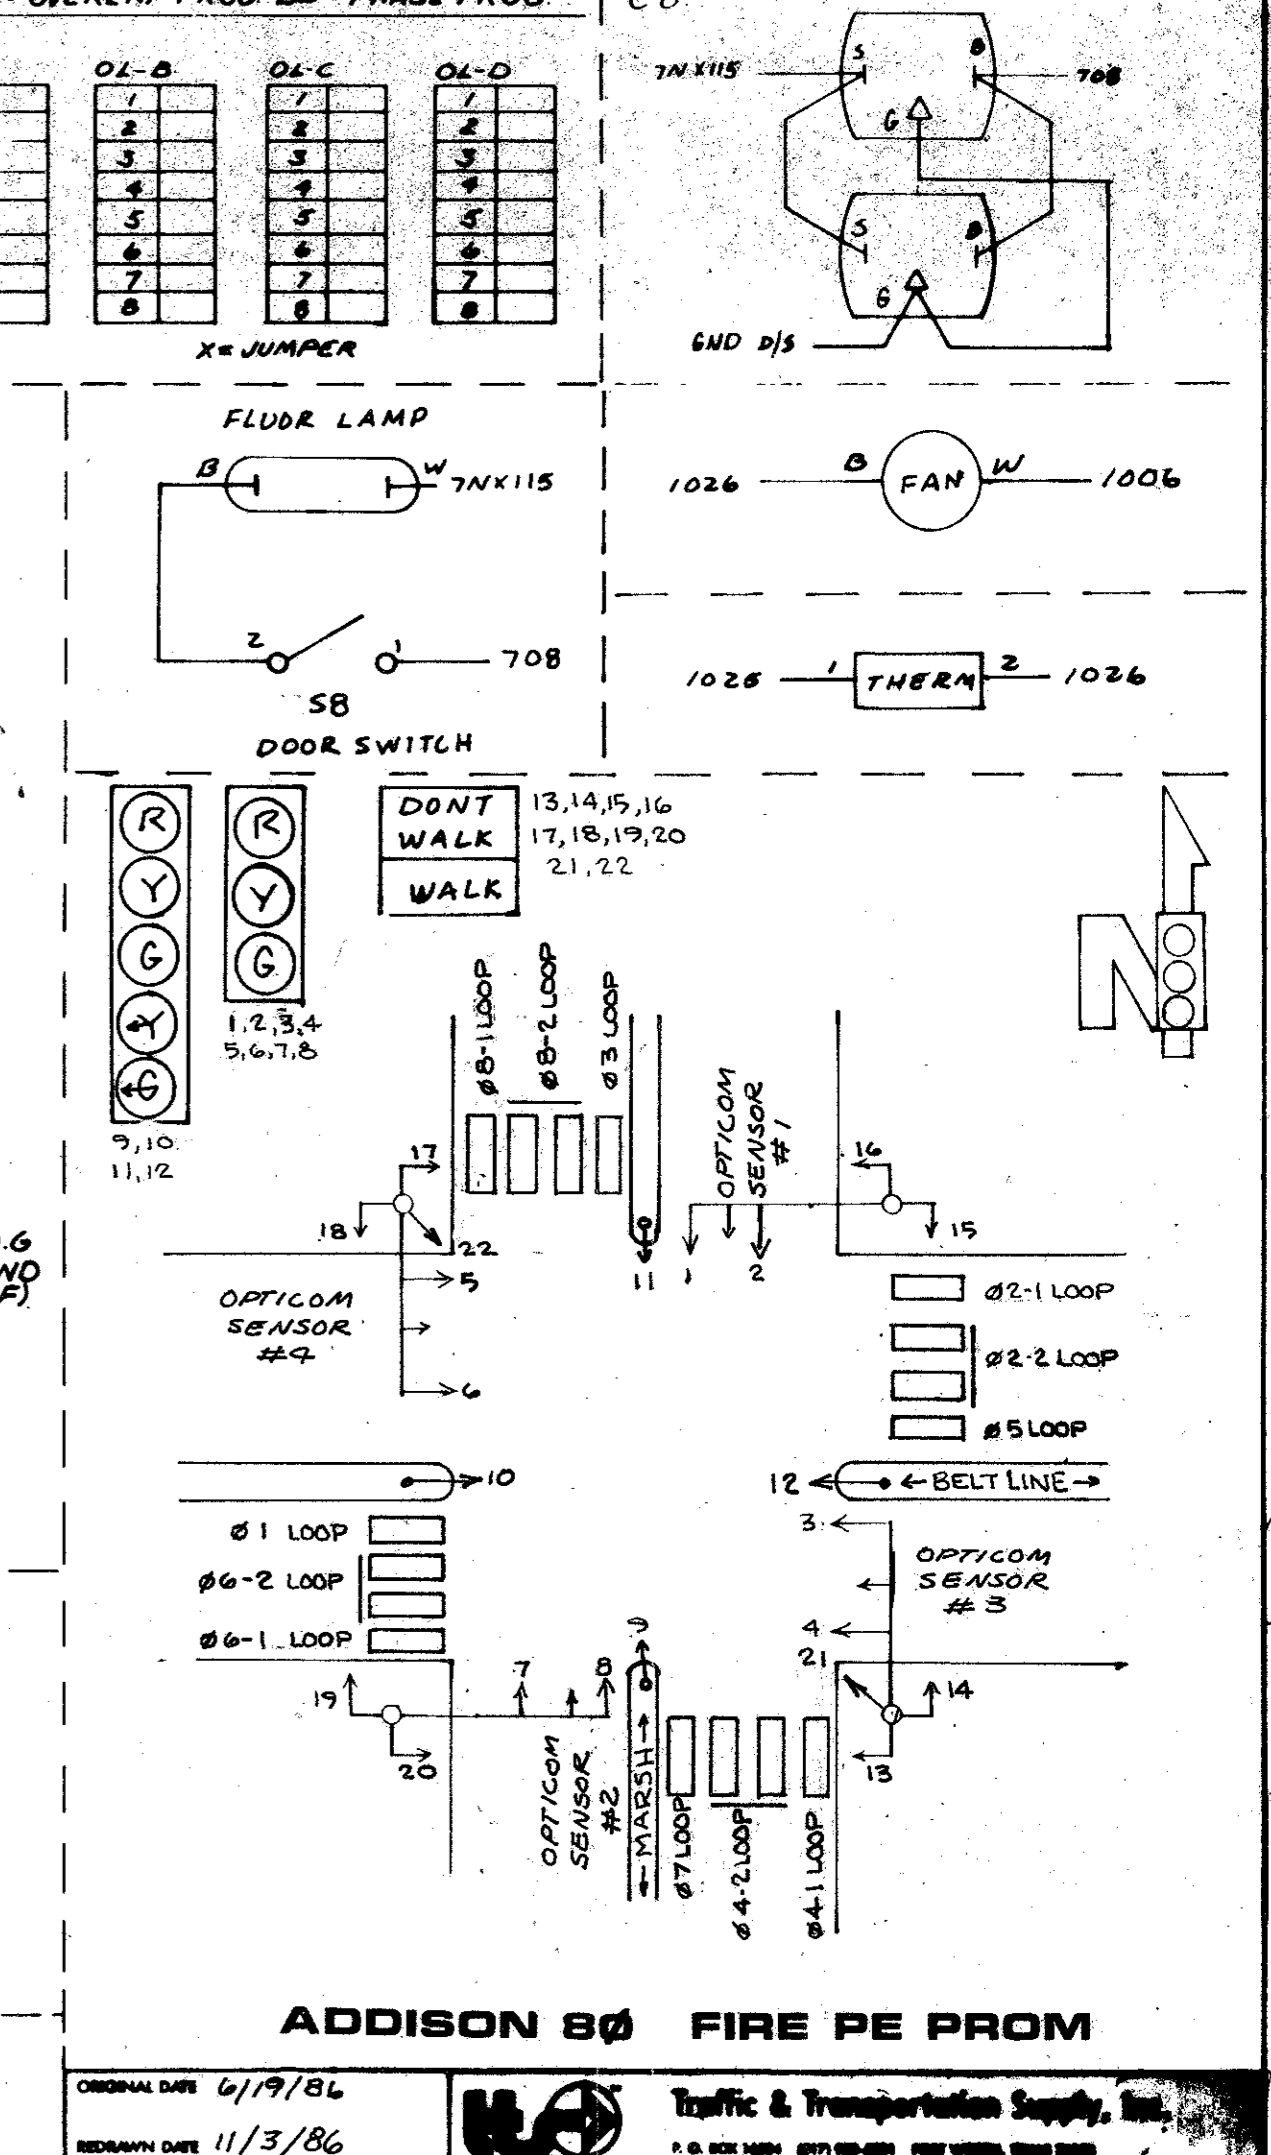 OL-B OL-C OL-D
1 1 1
2 2 2
3 3 3
4 4 4
5 5 5
6 6 6
7 7 7
8 8 8
X = JUMPER
7NX115 S B 708
G
S B
G
GND D/S
FLUOR LAMP
B W 7NX115
2 1 708
S8
DOOR SWITCH
1026 B FAN W 1006
1025 1 THERM 2 1026
R
Y
G
Y
G
9,10
11,12
R
Y
G
1,2,3,4
5,6,7,8
DONT
WALK
WALK
13,14,15,16
17,18,19,20
21,22
N
Ø8-1 LOOP
Ø8-2 LOOP
Ø3 LOOP
OPTICOM
SENSOR
#1
17
18
22
5
6
OPTICOM
SENSOR
#4
11
1
2
16
15
Ø2-1 LOOP
Ø2-2 LOOP
Ø5 LOOP
10
12
←BELT LINE→
Ø1 LOOP
Ø6-2 LOOP
Ø6-1 LOOP
3
OPTICOM
SENSOR
#3
4
21
14
13
19
20
7
8
9
OPTICOM
SENSOR
#2
←MARSH→
Ø7 LOOP
Ø4-2 LOOP
Ø4-1 LOOP
ADDISON 8Ø FIRE PE PROM
ORIGINAL DATE 6/19/86
REDRAWN DATE 11/3/86
Traffic & Transportation Supply, Inc.